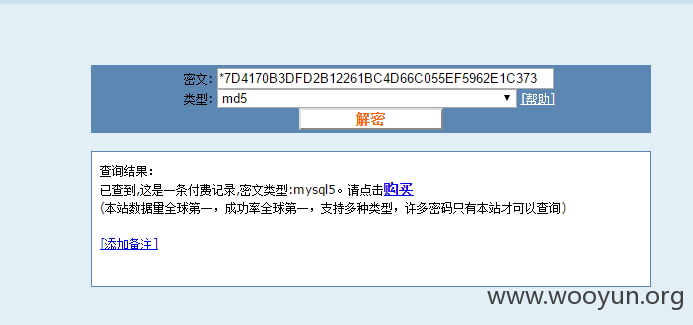 密文: *7D4170B3DFD2B12261BC4D66C055EF5962E1C373
类型: md5 [帮助]
解密
查询结果：
已查到,这是一条付费记录,密文类型:mysql5。请点击购买
(本站数据量全球第一，成功率全球第一，支持多种类型，许多密码只有本站才可以查询)
[添加备注]
www.wooyun.org